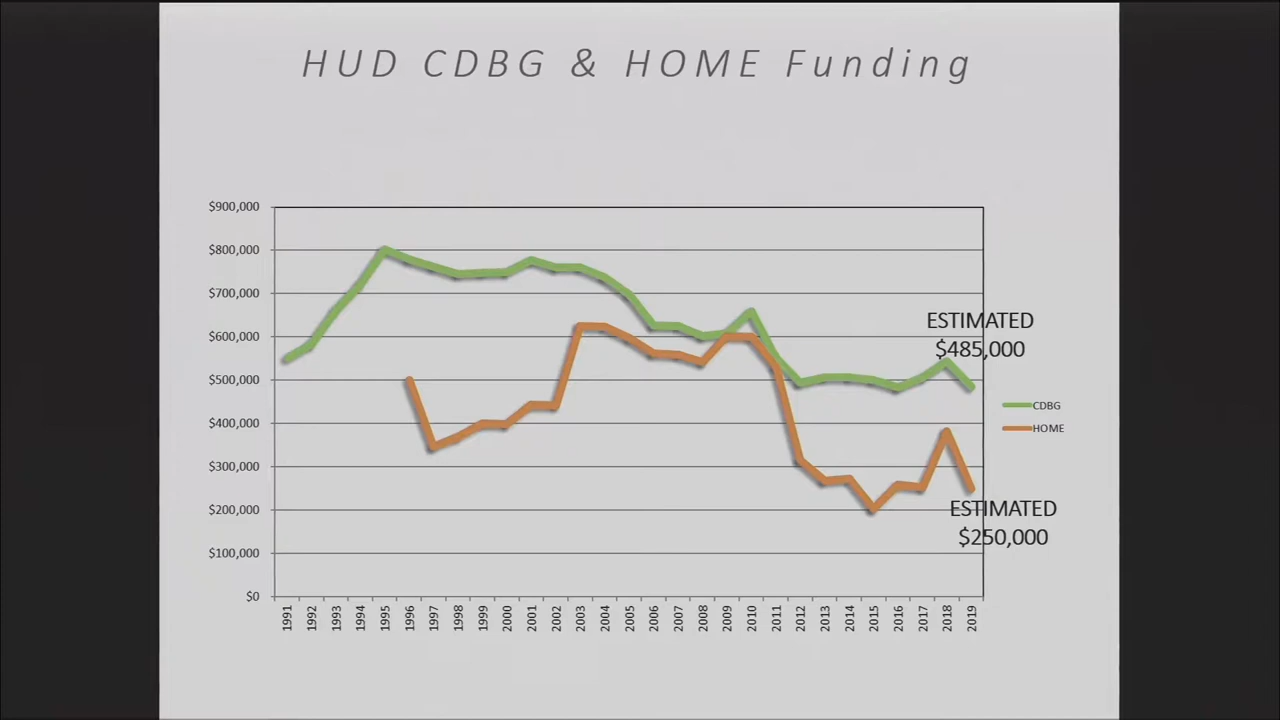 HUD CDBG & HOME Funding
$900,000
$800,000
$700,000
$600,000
$500,000
$400,000
$300,000
$200,000
$100,000
$0
ESTIMATED
$485,000
CDBG
HOME
ESTIMATED
$250,000
1991 1992 1993 1994 1995 1996 1997 1998 1999 2000 2001 2002 2003 2004 2005 2006 2007 2008 2009 2010 2011 2012 2013 2014 2015 2016 2017 2018 2019